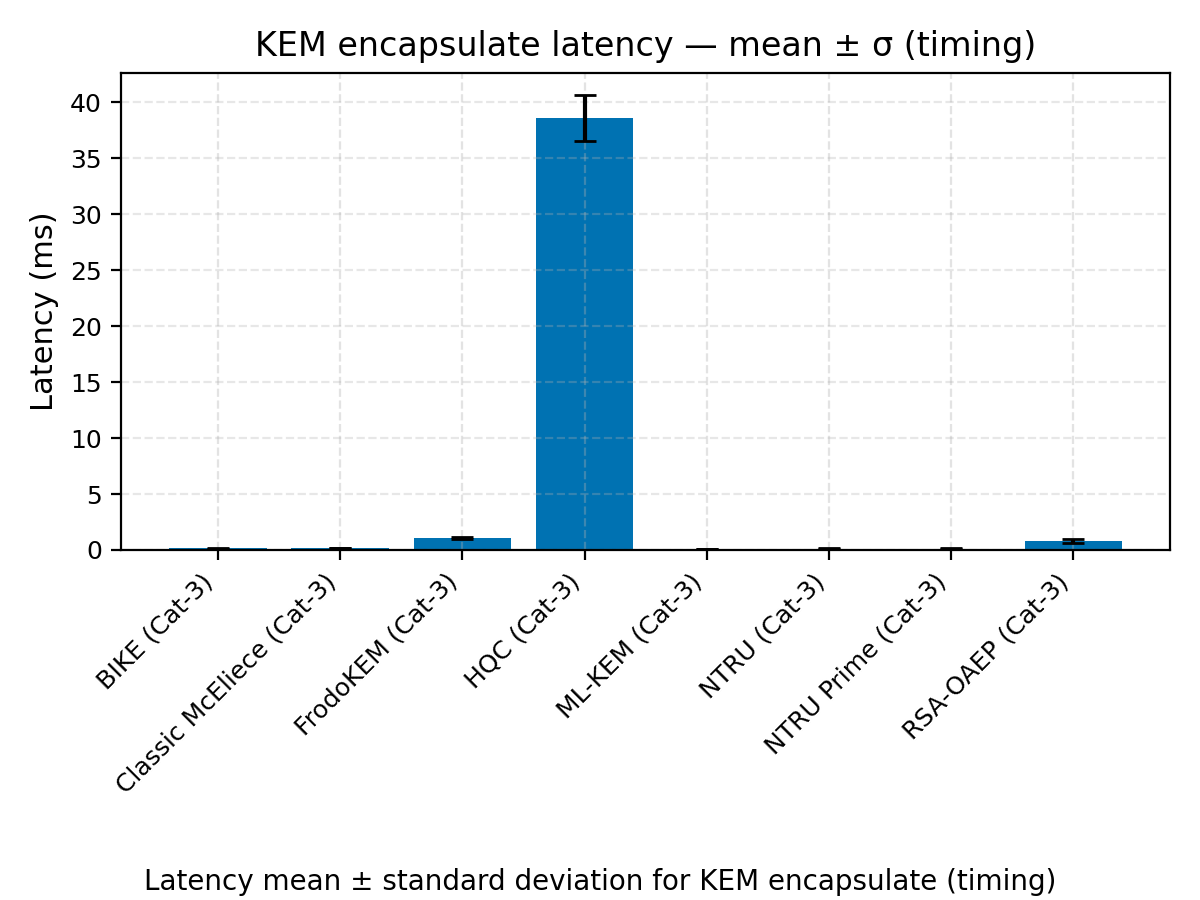 KEM encapsulate latency — mean ± σ (timing)
Latency (ms)
40
35
30
25
20
15
10
5
0
BIKE (Cat-3)
Classic McEliece (Cat-3)
FrodoKEM (Cat-3)
HQC (Cat-3)
ML-KEM (Cat-3)
NTRU (Cat-3)
NTRU Prime (Cat-3)
RSA-OAEP (Cat-3)
Latency mean ± standard deviation for KEM encapsulate (timing)